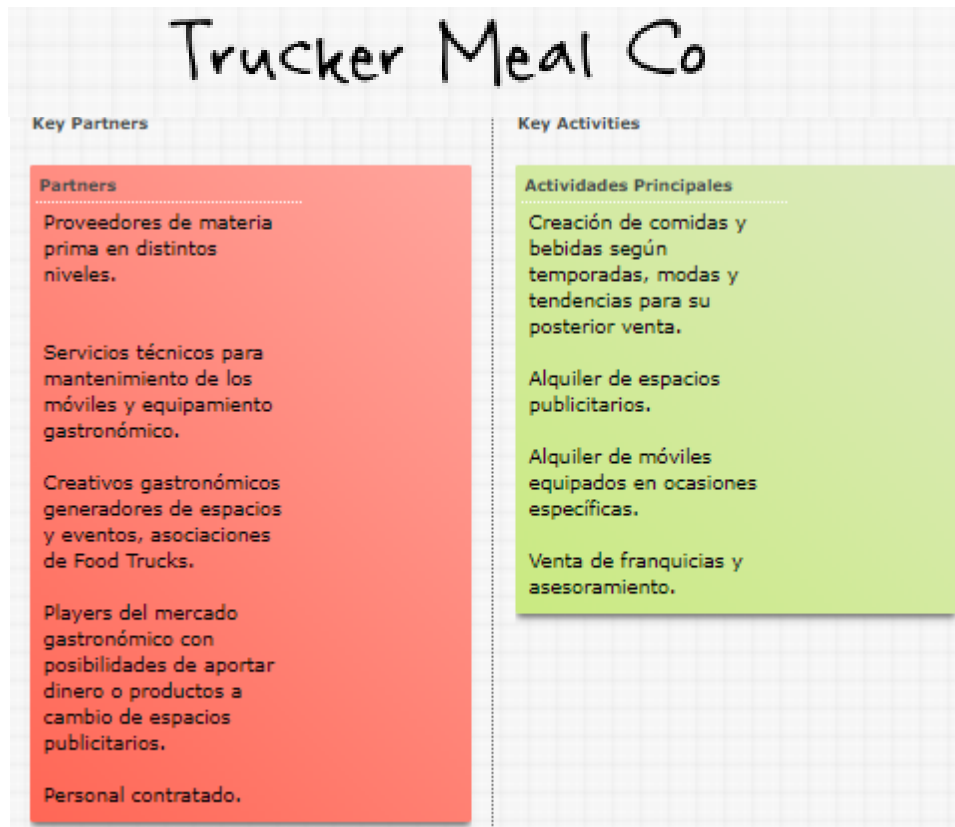 Trucker Meal Co
Key Partners
Partners
Proveedores de materia
prima en distintos
niveles.
Servicios técnicos para
mantenimiento de los
móviles y equipamiento
gastronómico.
Creativos gastronómicos
generadores de espacios
y eventos, asociaciones
de Food Trucks.
Players del mercado
gastronómico con
posibilidades de aportar
dinero o productos a
cambio de espacios
publicitarios.
Personal contratado.
Key Activities
Actividades Principales
Creación de comidas y
bebidas según
temporadas, modas y
tendencias para su
posterior venta.
Alquiler de espacios
publicitarios.
Alquiler de móviles
equipados en ocasiones
específicas.
Venta de franquicias y
asesoramiento.